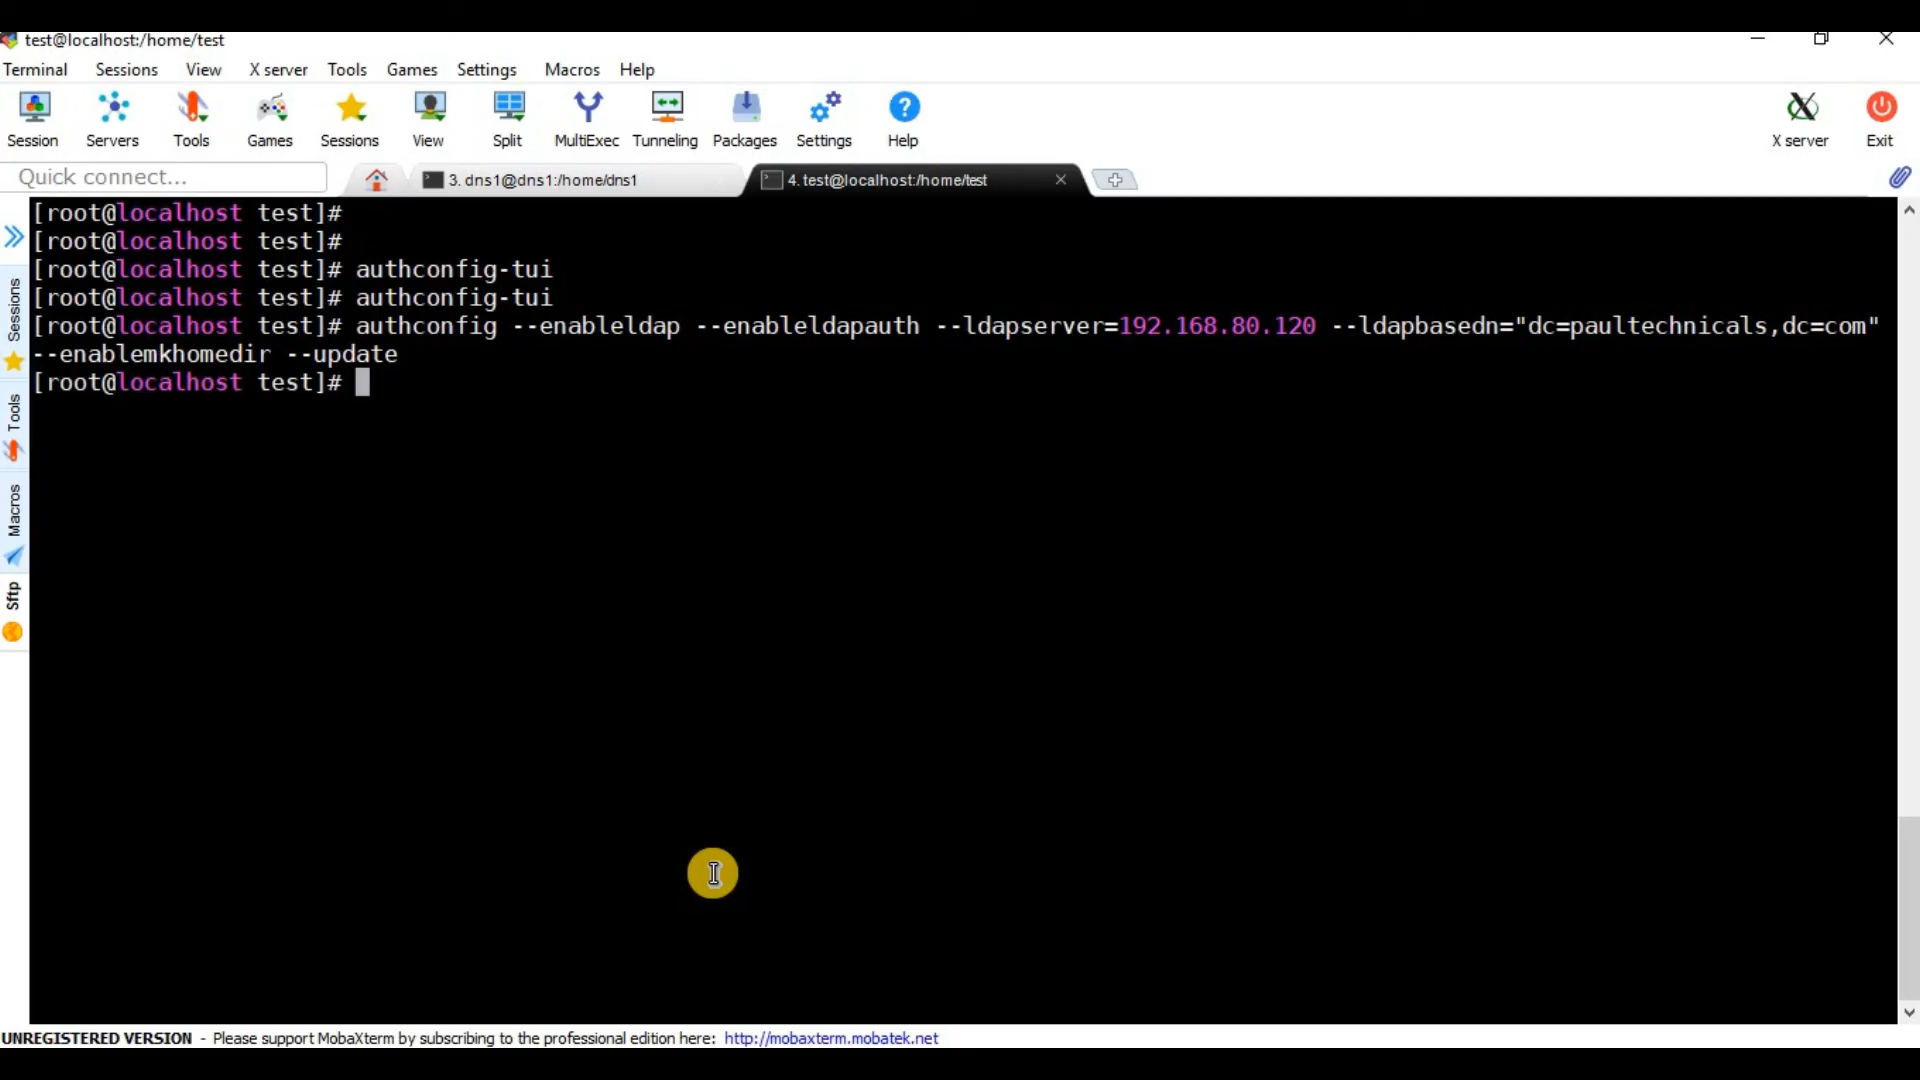 test@localhost:/home/test
Terminal Sessions View X server Tools Games Settings Macros Help
Session Servers Tools Games Sessions View Split MultiExec Tunneling Packages Settings Help X server Exit
Quick connect... 3. dns1@dns1:/home/dns1 4. test@localhost:/home/test
[root@localhost test]#
[root@localhost test]#
[root@localhost test]# authconfig-tui
[root@localhost test]# authconfig-tui
[root@localhost test]# authconfig --enableldap --enableldapauth --ldapserver=192.168.80.120 --ldapbasedn="dc=paultechnicals,dc=com"
--enablemkhomedir --update
[root@localhost test]#
Sessions
Tools
Macros
Sftp
UNREGISTERED VERSION - Please support MobaXterm by subscribing to the professional edition here: http://mobaxterm.mobatek.net